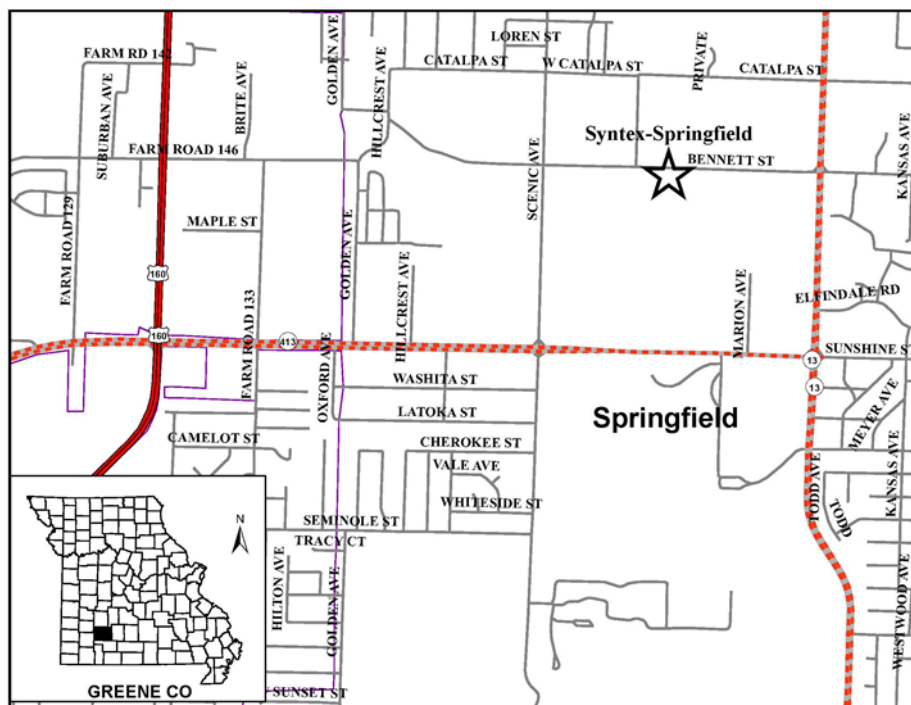 LOREN ST
FARM RD 142
GOLDEN AVE
CATALPA ST
W CATALPA ST
PRIVATE
CATALPA ST
SUBURBAN AVE
BRITE AVE
HILLCREST AVE
Syntex-Springfield
FARM ROAD 146
BENNETT ST
SCENIC AVE
KANSAS AVE
MAPLE ST
FARM ROAD 129
GOLDEN AVE
160
HILLCREST AVE
MARION AVE
ELFINDALE RD
FARM ROAD 133
160
413
OXFORD AVE
SUNSHINE ST
13
WASHITA ST
13
MEYER AVE
LATOKA ST
Springfield
CAMELOT ST
CHEROKEE ST
VALE AVE
TODD AVE
KANSAS AVE
WHITESIDE ST
TODD
SEMINOLE ST
TRACY CT
N
HILTON AVE
GOLDEN AVE
WESTWOOD AVE
GREENE CO
SUNSET ST